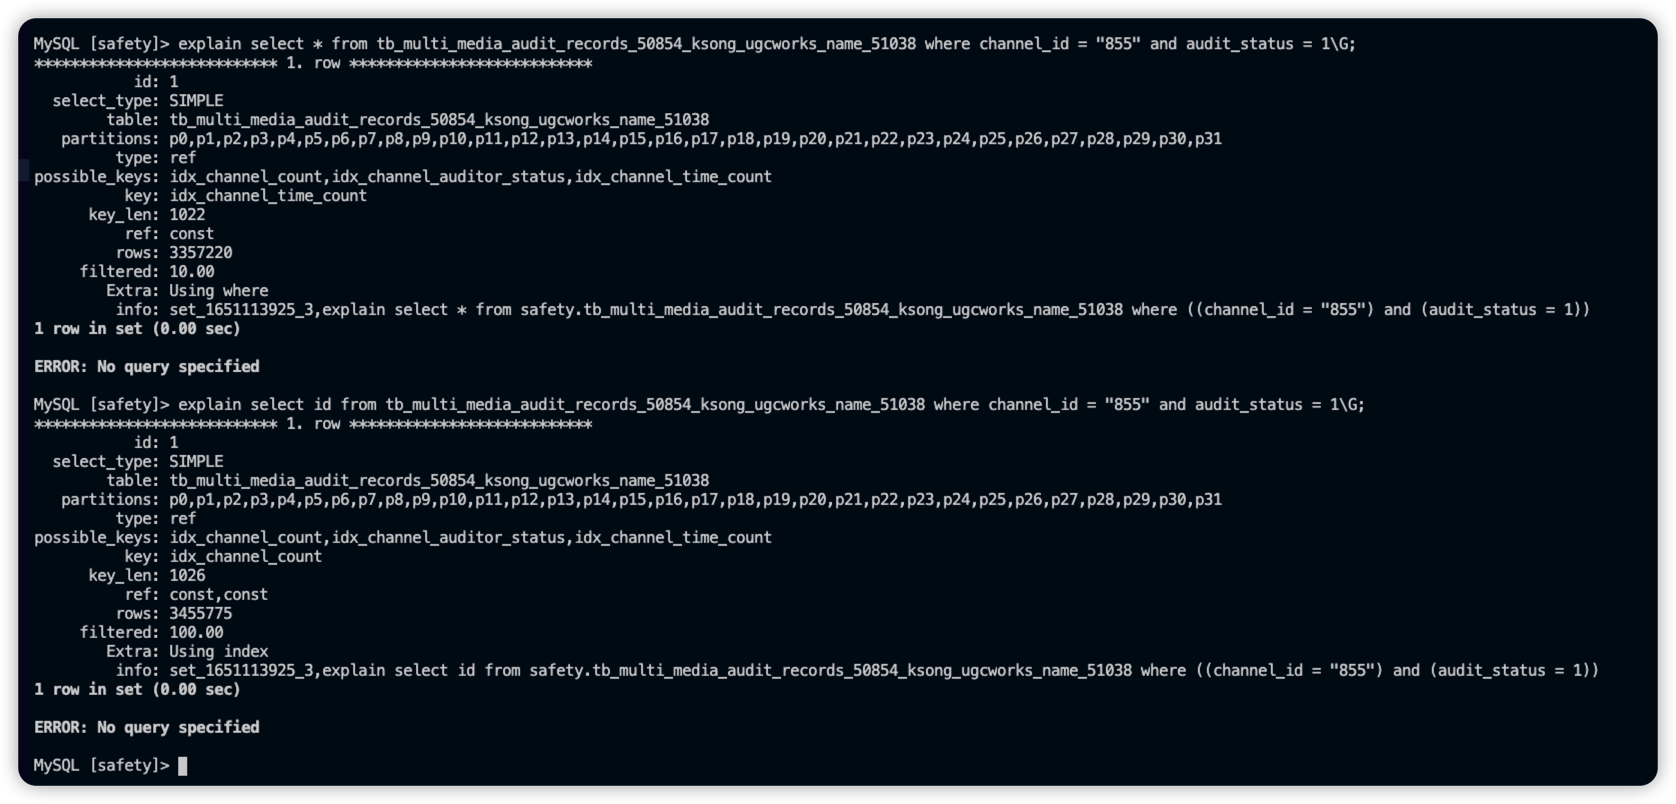 MySQL [safety]> explain select * from tb_multi_media_audit_records_50854_ksong_ugcworks_name_51038 where channel_id = "855" and audit_status = 1\G;
*************************** 1. row ***************************
id: 1
select_type: SIMPLE
table: tb_multi_media_audit_records_50854_ksong_ugcworks_name_51038
partitions: p0,p1,p2,p3,p4,p5,p6,p7,p8,p9,p10,p11,p12,p13,p14,p15,p16,p17,p18,p19,p20,p21,p22,p23,p24,p25,p26,p27,p28,p29,p30,p31
type: ref
possible_keys: idx_channel_count,idx_channel_auditor_status,idx_channel_time_count
key: idx_channel_time_count
key_len: 1022
ref: const
rows: 3357220
filtered: 10.00
Extra: Using where
info: set_1651113925_3,explain select * from safety.tb_multi_media_audit_records_50854_ksong_ugcworks_name_51038 where ((channel_id = "855") and (audit_status = 1))
1 row in set (0.00 sec)
ERROR: No query specified
MySQL [safety]> explain select id from tb_multi_media_audit_records_50854_ksong_ugcworks_name_51038 where channel_id = "855" and audit_status = 1\G;
*************************** 1. row ***************************
id: 1
select_type: SIMPLE
table: tb_multi_media_audit_records_50854_ksong_ugcworks_name_51038
partitions: p0,p1,p2,p3,p4,p5,p6,p7,p8,p9,p10,p11,p12,p13,p14,p15,p16,p17,p18,p19,p20,p21,p22,p23,p24,p25,p26,p27,p28,p29,p30,p31
type: ref
possible_keys: idx_channel_count,idx_channel_auditor_status,idx_channel_time_count
key: idx_channel_count
key_len: 1026
ref: const,const
rows: 3455775
filtered: 100.00
Extra: Using index
info: set_1651113925_3,explain select id from safety.tb_multi_media_audit_records_50854_ksong_ugcworks_name_51038 where ((channel_id = "855") and (audit_status = 1))
1 row in set (0.00 sec)
ERROR: No query specified
MySQL [safety]>